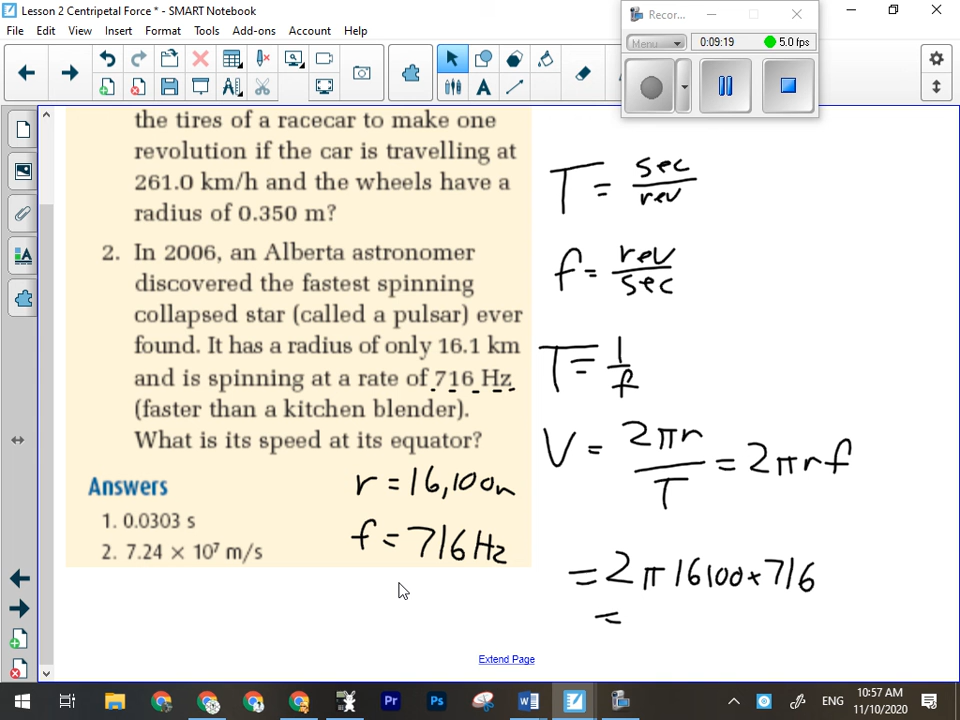 Lesson 2 Centripetal Force * - SMART Notebook
File Edit View Insert Format Tools Add-ons Account Help
Recor...
Menu
00:09:19
5.0 fps
the tires of a racecar to make one
revolution if the car is travelling at
261.0 km/h and the wheels have a
radius of 0.350 m?
2. In 2006, an Alberta astronomer
discovered the fastest spinning
collapsed star (called a pulsar) ever
found. It has a radius of only 16.1 km
and is spinning at a rate of 716 Hz
(faster than a kitchen blender).
What is its speed at its equator?
Answers
1. 0.0303 s
2. 7.24 × 10⁷ m/s
r = 16,100m
f = 716 Hz
T = sec/rev
f = rev/sec
T = 1/f
V = 2πr/T = 2πrf
= 2π16100×716
=
Extend Page
ENG
10:57 AM
11/10/2020